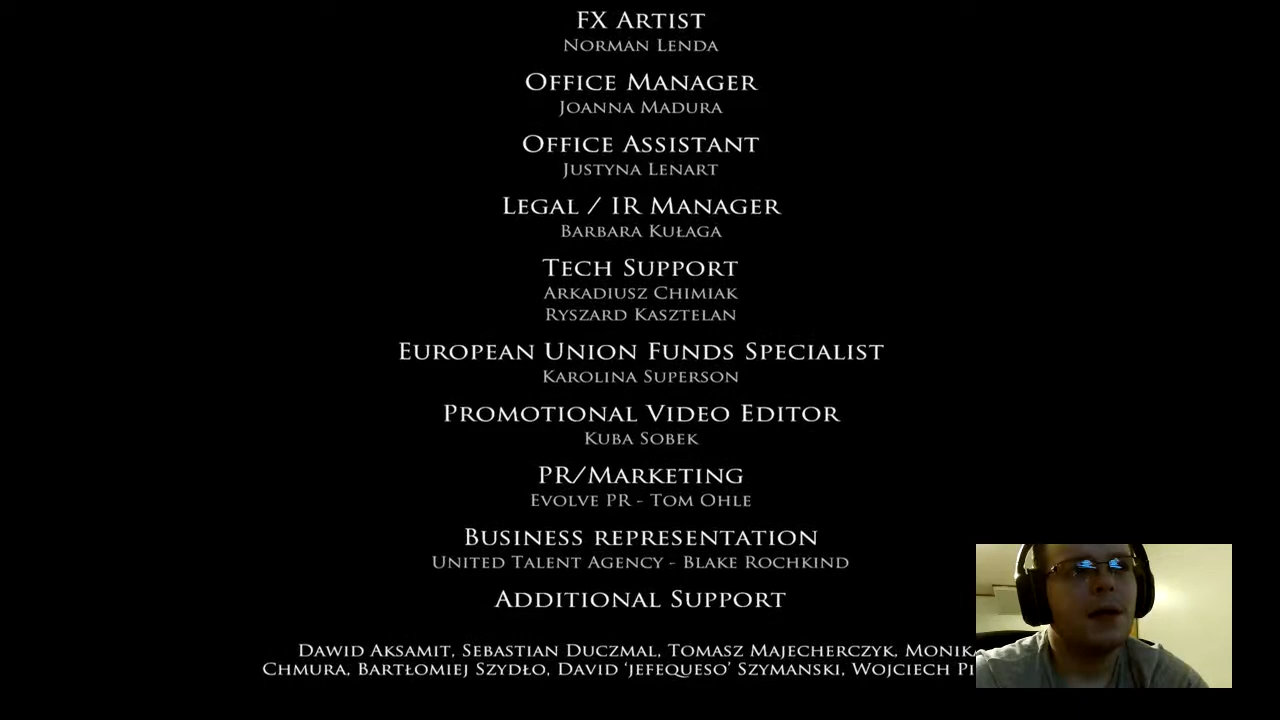 FX Artist
Norman Lenda
Office Manager
Joanna Madura
Office Assistant
Justyna Lenart
Legal / IR Manager
Barbara Kułaga
Tech Support
Arkadiusz Chimiak
Ryszard Kasztelan
European Union Funds Specialist
Karolina Superson
Promotional Video Editor
Kuba Sobek
PR/Marketing
Evolve PR - Tom Ohle
Business representation
United Talent Agency - Blake Rochkind
Additional Support
Dawid Aksamit, Sebastian Duczmal, Tomasz Majecherczyk, Monika
Chmura, Bartłomiej Szydło, David ‘jefequeso’ Szymanski, Wojciech